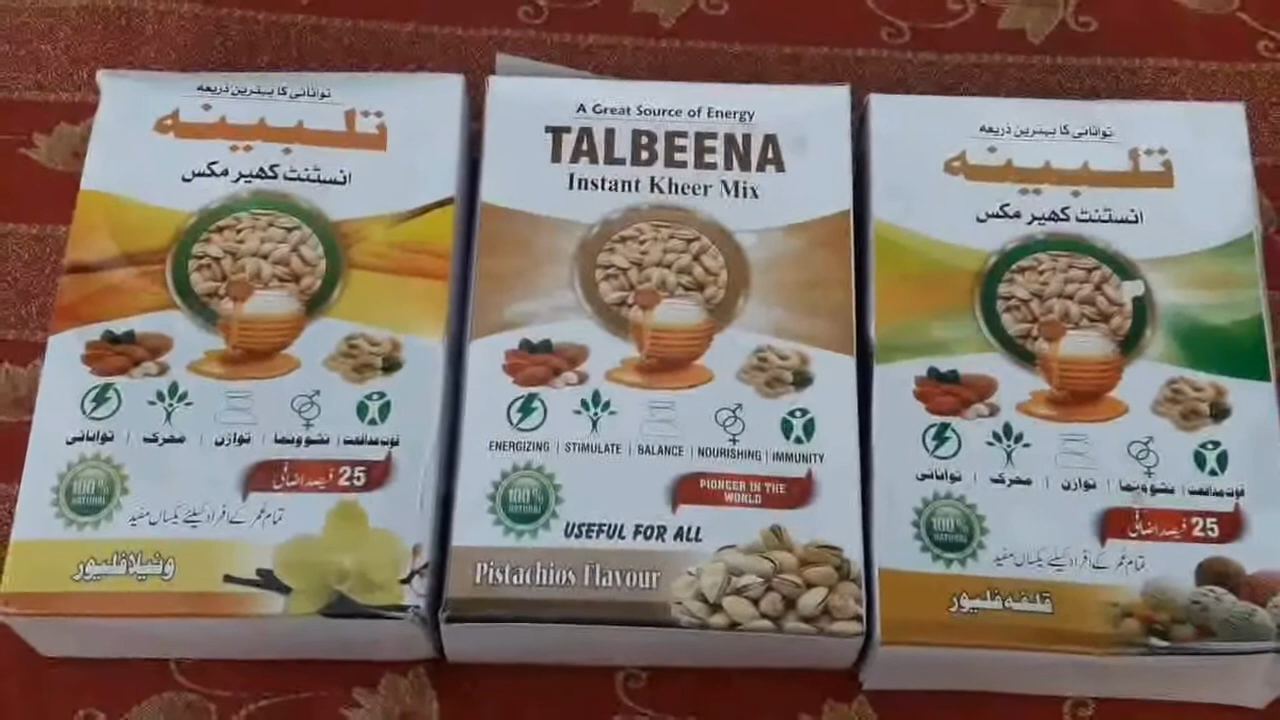 توانائی کا بہترین ذریعہ
تلبینہ
انسٹنٹ کھیر مکس
توانائی | محرک | توازن | نشوونما | قوت مدافعت
100%
NATURAL
25 فیصد اضافی
تمام عمر کے افراد کیلئے یکساں مفید
ونیلا فلیور
A Great Source of Energy
TALBEENA
Instant Kheer Mix
ENERGIZING | STIMULATE | BALANCE | NOURISHING | IMMUNITY
100%
NATURAL
PIONEER IN THE
WORLD
USEFUL FOR ALL
Pistachios Flavour
توانائی کا بہترین ذریعہ
تلبینہ
انسٹنٹ کھیر مکس
توانائی | محرک | توازن | نشوونما | قوت مدافعت
100%
NATURAL
25 فیصد اضافی
تمام عمر کے افراد کیلئے یکساں مفید
قلفہ فلیور